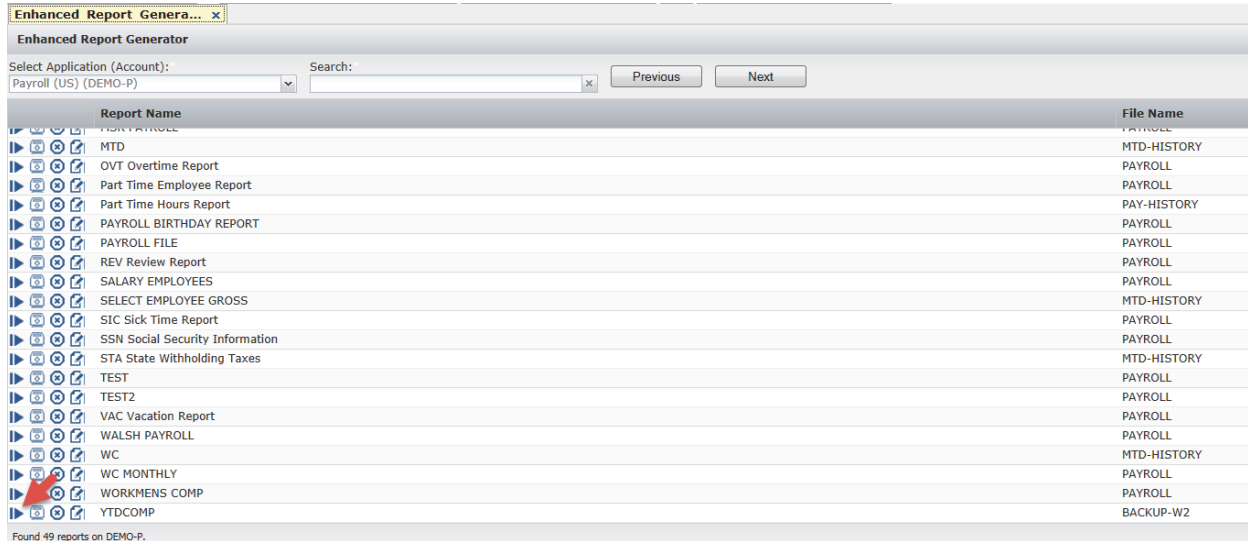 Enhanced Report Genera... x
Enhanced Report Generator
Select Application (Account): Search:
Payroll (US) (DEMO-P) Previous Next
Report Name File Name
MTD MTD-HISTORY
OVT Overtime Report PAYROLL
Part Time Employee Report PAYROLL
Part Time Hours Report PAY-HISTORY
PAYROLL BIRTHDAY REPORT PAYROLL
PAYROLL FILE PAYROLL
REV Review Report PAYROLL
SALARY EMPLOYEES PAYROLL
SELECT EMPLOYEE GROSS MTD-HISTORY
SIC Sick Time Report PAYROLL
SSN Social Security Information PAYROLL
STA State Withholding Taxes MTD-HISTORY
TEST PAYROLL
TEST2 PAYROLL
VAC Vacation Report PAYROLL
WALSH PAYROLL PAYROLL
WC MTD-HISTORY
WC MONTHLY PAYROLL
WORKMENS COMP PAYROLL
YTDCOMP BACKUP-W2
Found 49 reports on DEMO-P.